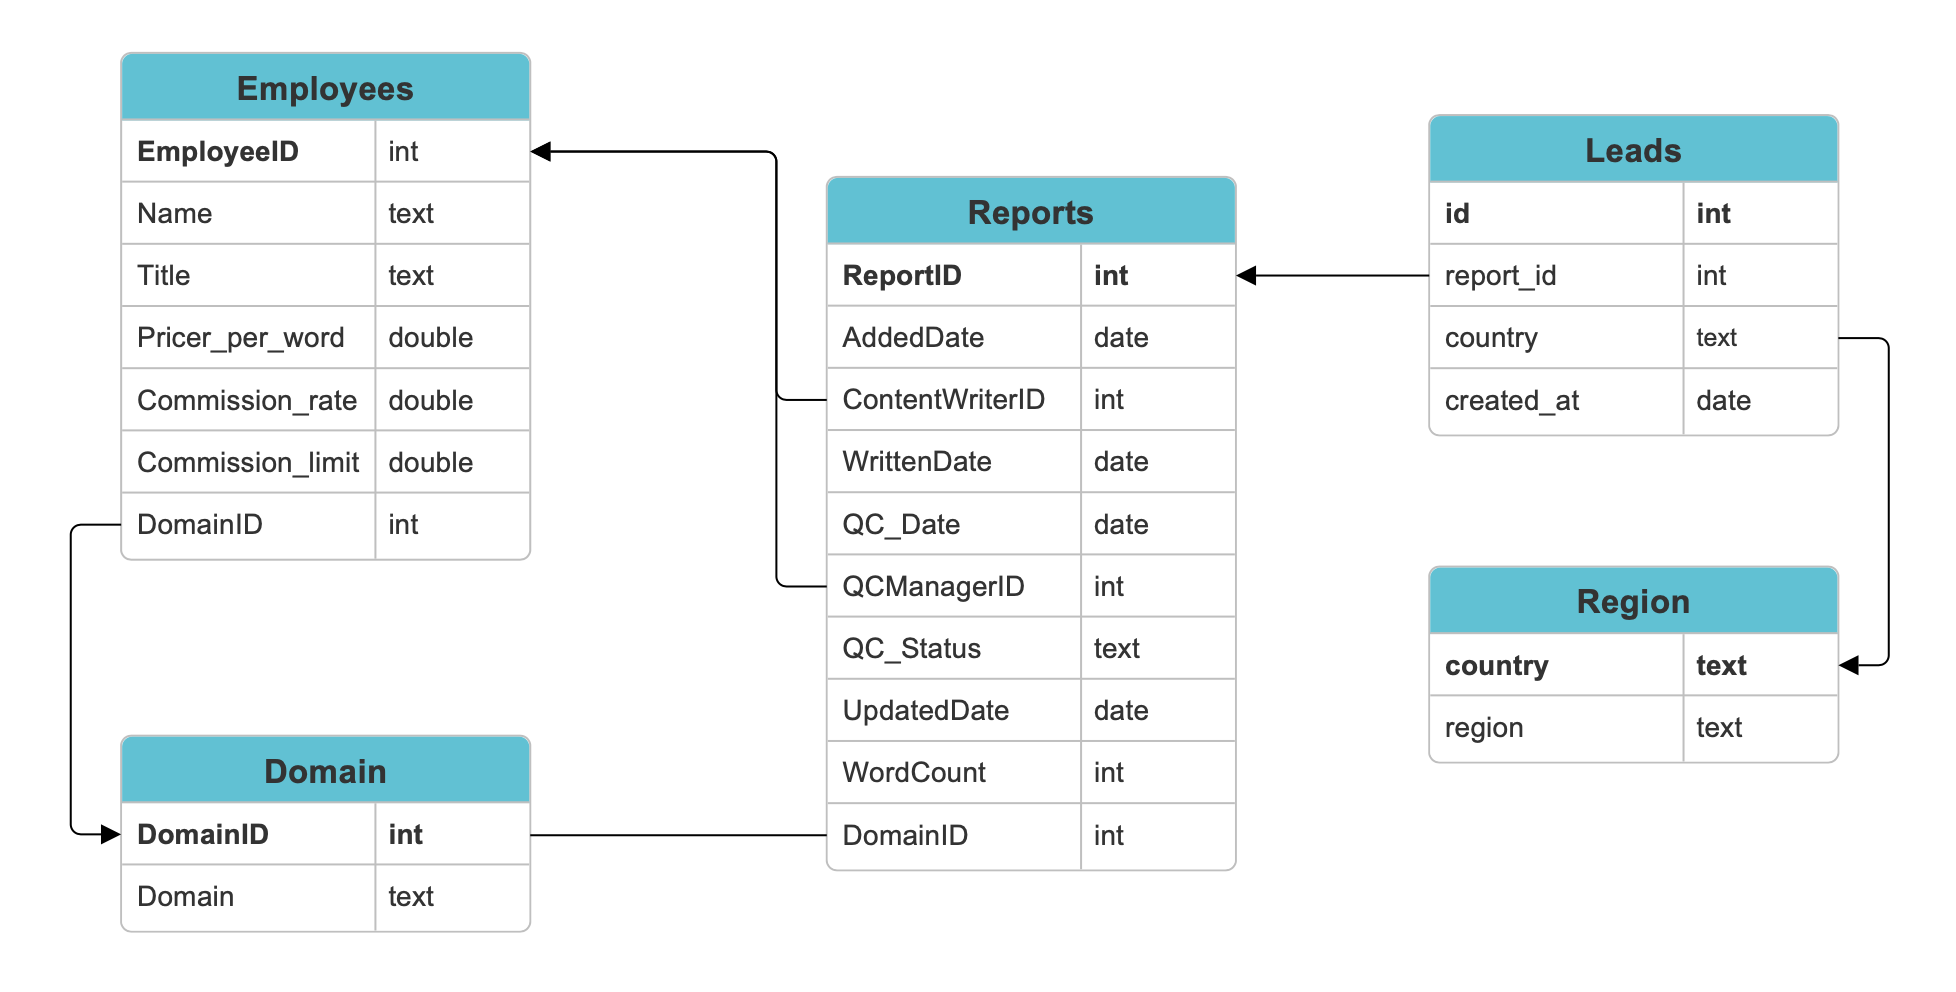 Employees
EmployeeID int
Name text
Title text
Pricer_per_word double
Commission_rate double
Commission_limit double
DomainID int
Domain
DomainID int
Domain text
Reports
ReportID int
AddedDate date
ContentWriterID int
WrittenDate date
QC_Date date
QCManagerID int
QC_Status text
UpdatedDate date
WordCount int
DomainID int
Leads
id int
report_id int
country text
created_at date
Region
country text
region text